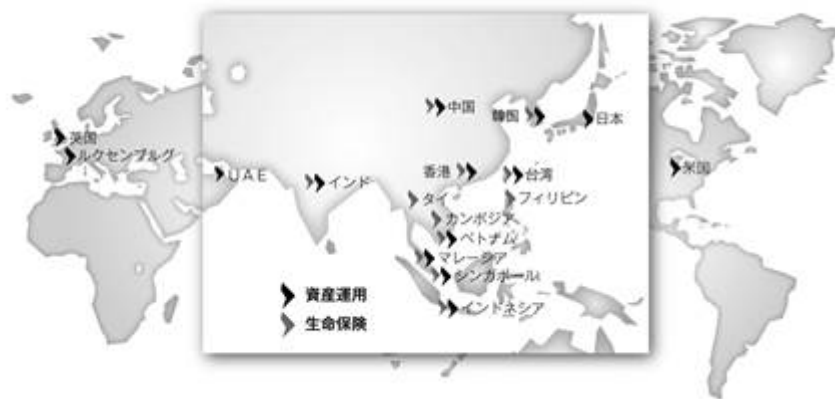 中国
韓国
日本
英国
ルクセンブルグ
UAE
インド
香港
台湾
米国
タイ
フィリピン
カンボジア
ベトナム
マレーシア
シンガポール
インドネシア
資産運用
生命保険